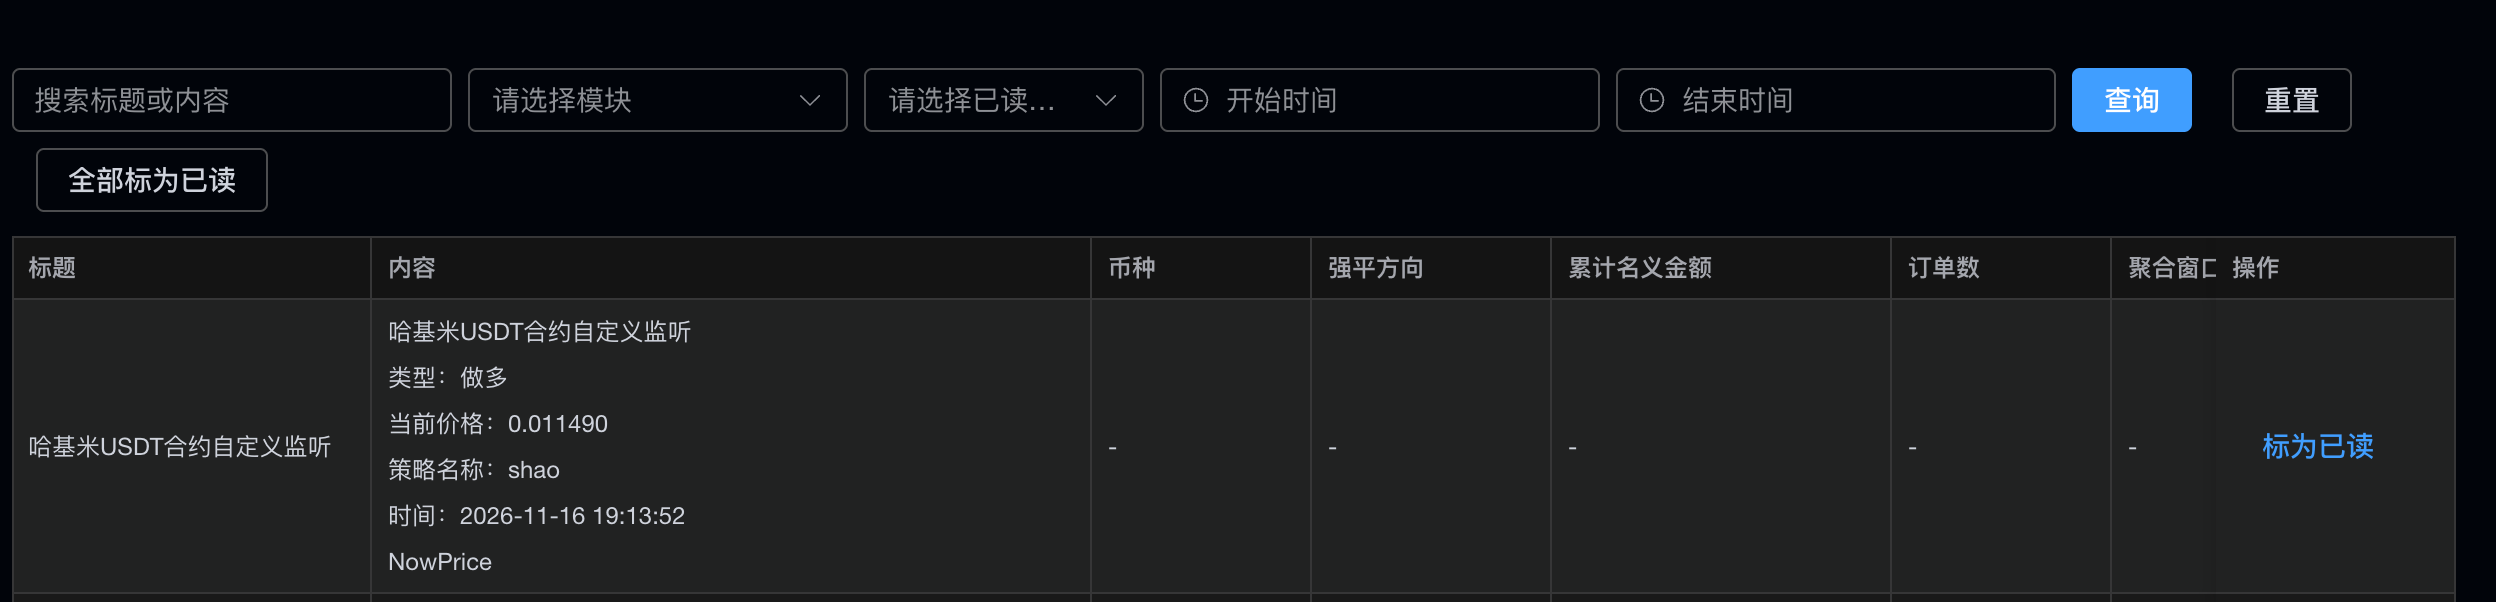 搜索标题或内容
请选择模块
请选择已读...
开始时间
结束时间
查询
重置
全部标为已读
标题
内容
币种
强平方向
累计名义金额
订单数
聚合窗口
操作
哈基米USDT合约自定义监听
哈基米USDT合约自定义监听
类型：做多
当前价格：0.011490
策略名称：shao
时间：2026-11-16 19:13:52
NowPrice
-
-
-
-
-
标为已读